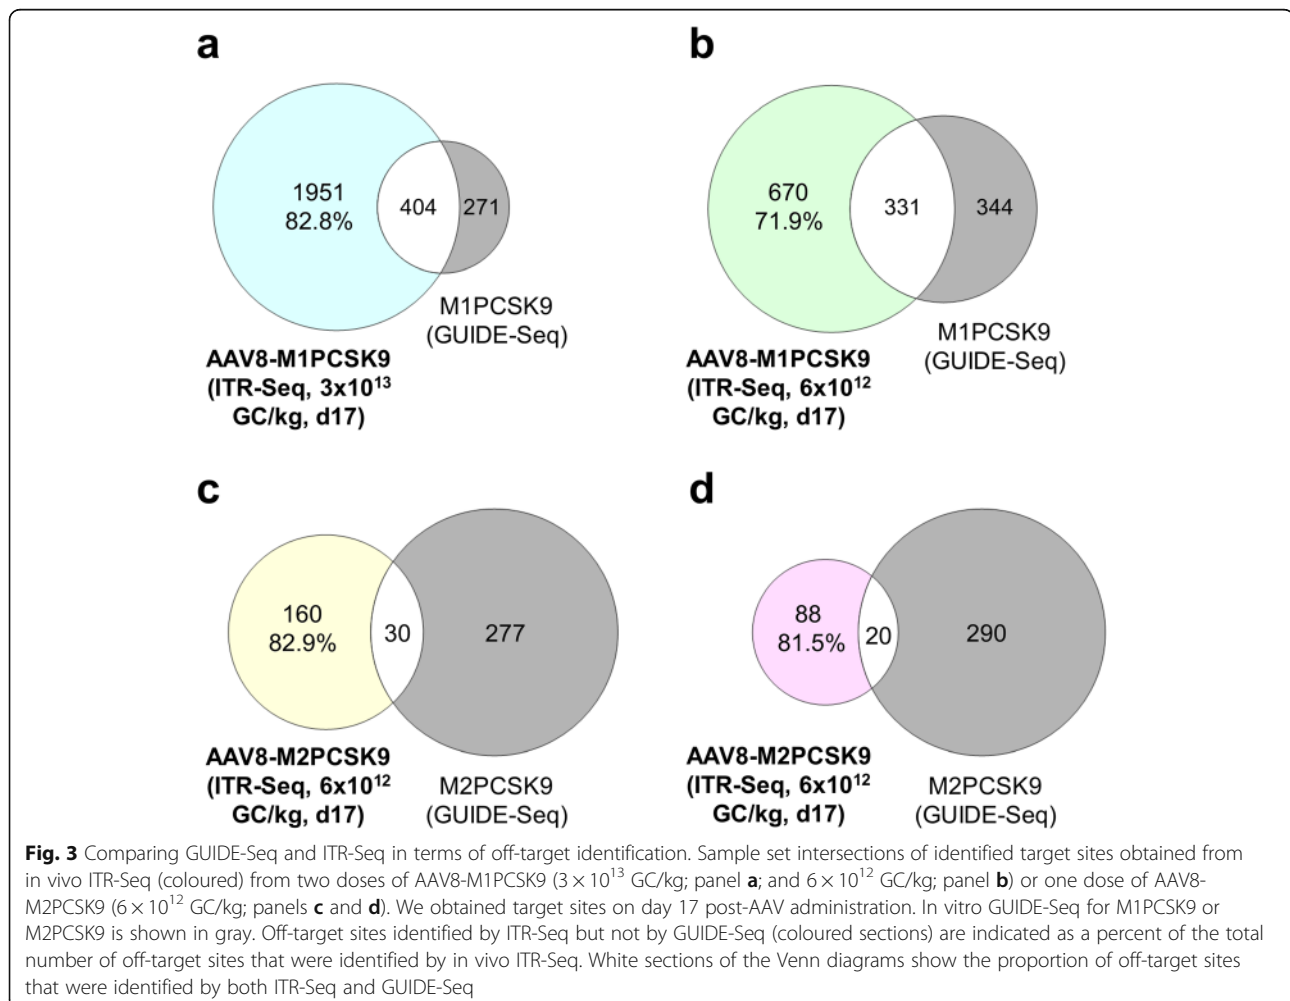 a
1951
82.8%
404
271
M1PCSK9
(GUIDE-Seq)
AAV8-M1PCSK9
(ITR-Seq, 3x10¹³
GC/kg, d17)
b
670
71.9%
331
344
M1PCSK9
(GUIDE-Seq)
AAV8-M1PCSK9
(ITR-Seq, 6x10¹²
GC/kg, d17)
c
160
82.9%
30
277
AAV8-M2PCSK9
(ITR-Seq, 6x10¹²
GC/kg, d17)
M2PCSK9
(GUIDE-Seq)
d
88
81.5%
20
290
AAV8-M2PCSK9
(ITR-Seq, 6x10¹²
GC/kg, d17)
M2PCSK9
(GUIDE-Seq)
Fig. 3 Comparing GUIDE-Seq and ITR-Seq in terms of off-target identification. Sample set intersections of identified target sites obtained from
in vivo ITR-Seq (coloured) from two doses of AAV8-M1PCSK9 (3 × 10¹³ GC/kg; panel a; and 6 × 10¹² GC/kg; panel b) or one dose of AAV8-
M2PCSK9 (6 × 10¹² GC/kg; panels c and d). We obtained target sites on day 17 post-AAV administration. In vitro GUIDE-Seq for M1PCSK9 or
M2PCSK9 is shown in gray. Off-target sites identified by ITR-Seq but not by GUIDE-Seq (coloured sections) are indicated as a percent of the total
number of off-target sites that were identified by in vivo ITR-Seq. White sections of the Venn diagrams show the proportion of off-target sites
that were identified by both ITR-Seq and GUIDE-Seq